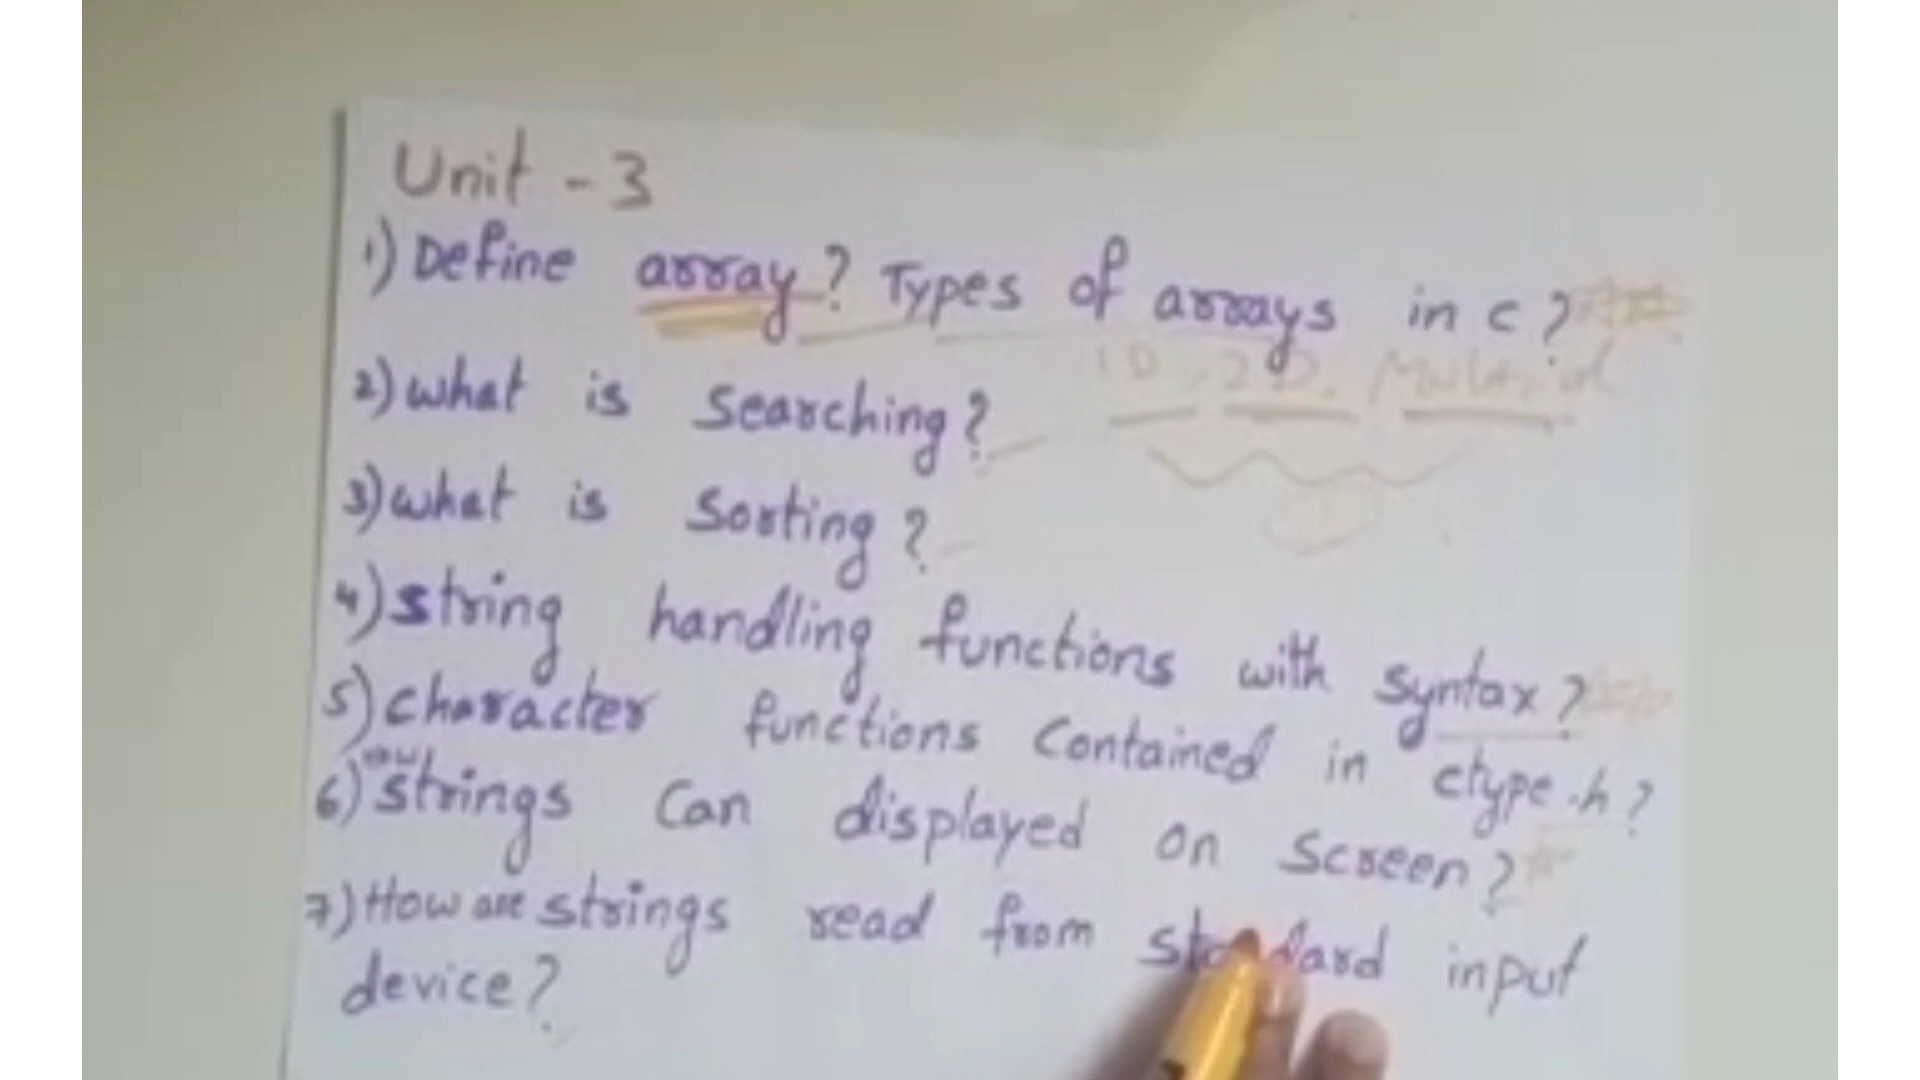 Unit - 3
1) Define array? Types of arrays in c?
1D, 2D,
2) what is searching?
3) what is sorting?
4) string handling functions with syntax?
5) character functions contained in ctype.h?
how
6) strings can displayed on screen?
7) How are strings read from standard input
device?